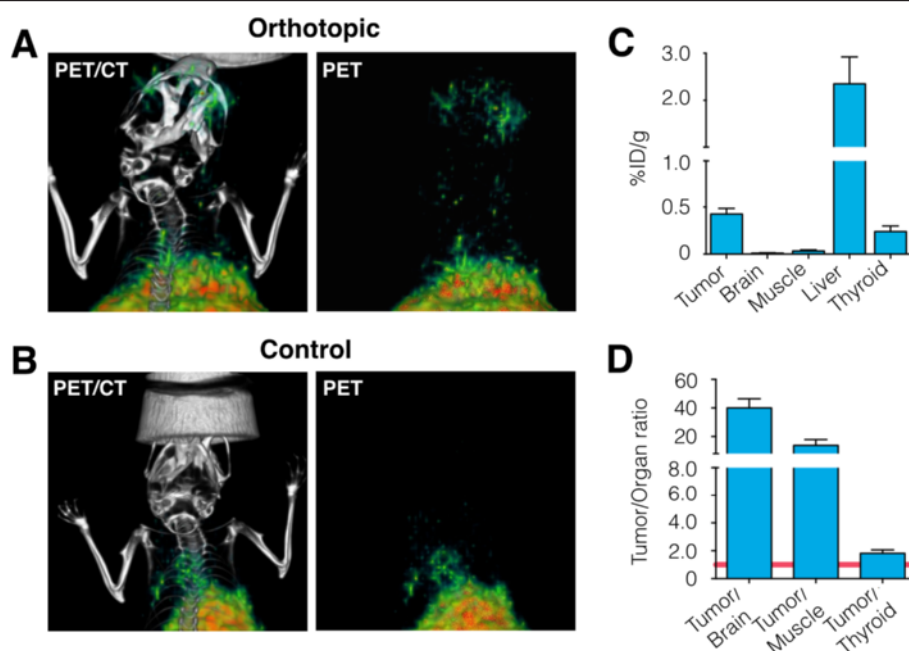 Orthotopic
A
PET/CT
PET
Control
B
PET/CT
PET
C
%ID/g
3.0
2.0
1.0
0.5
0
Tumor
Brain
Muscle
Liver
Thyroid
D
Tumor/Organ ratio
60
40
20
8.0
6.0
4.0
2.0
0
Tumor/
Brain
Tumor/
Muscle
Tumor/
Thyroid